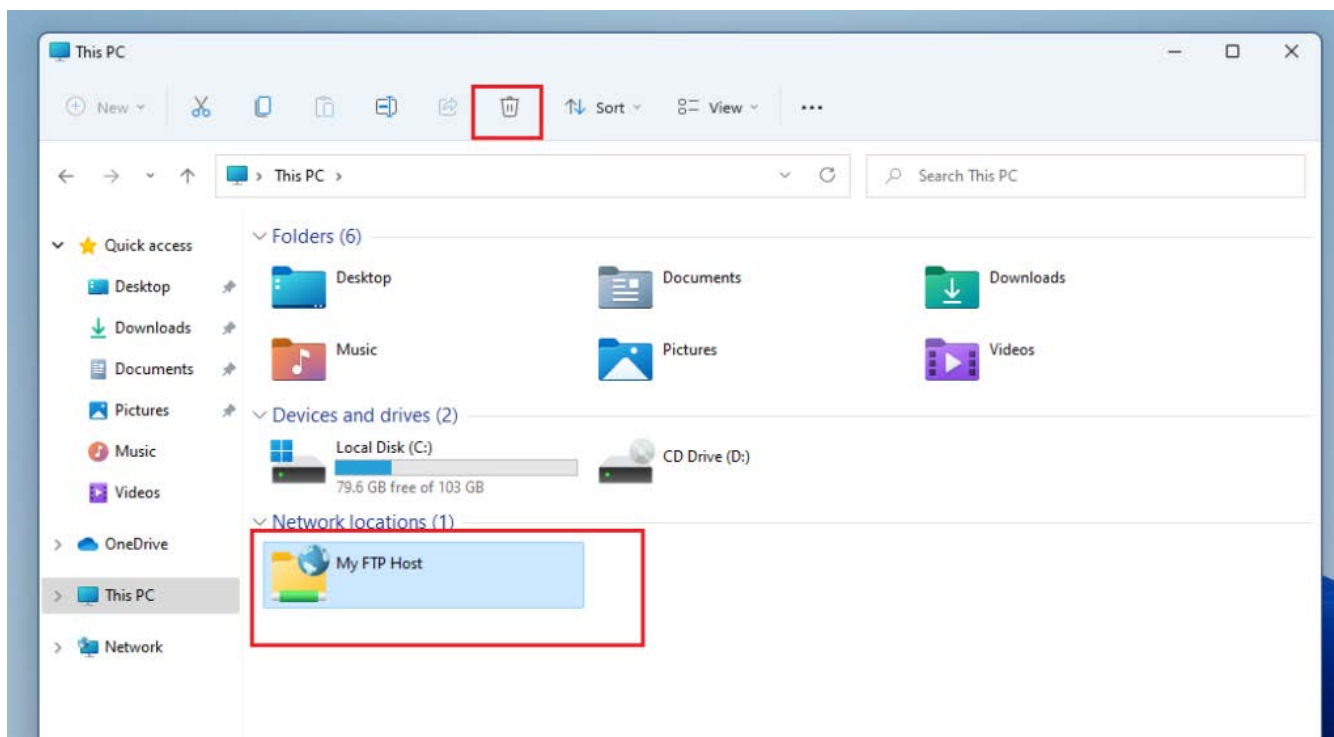 This PC
New
Sort
View
This PC
Search This PC
Quick access
Desktop
Downloads
Documents
Pictures
Music
Videos
OneDrive
This PC
Network
Folders (6)
Desktop
Documents
Downloads
Music
Pictures
Videos
Devices and drives (2)
Local Disk (C:)
79.6 GB free of 103 GB
CD Drive (D:)
Network locations (1)
My FTP Host